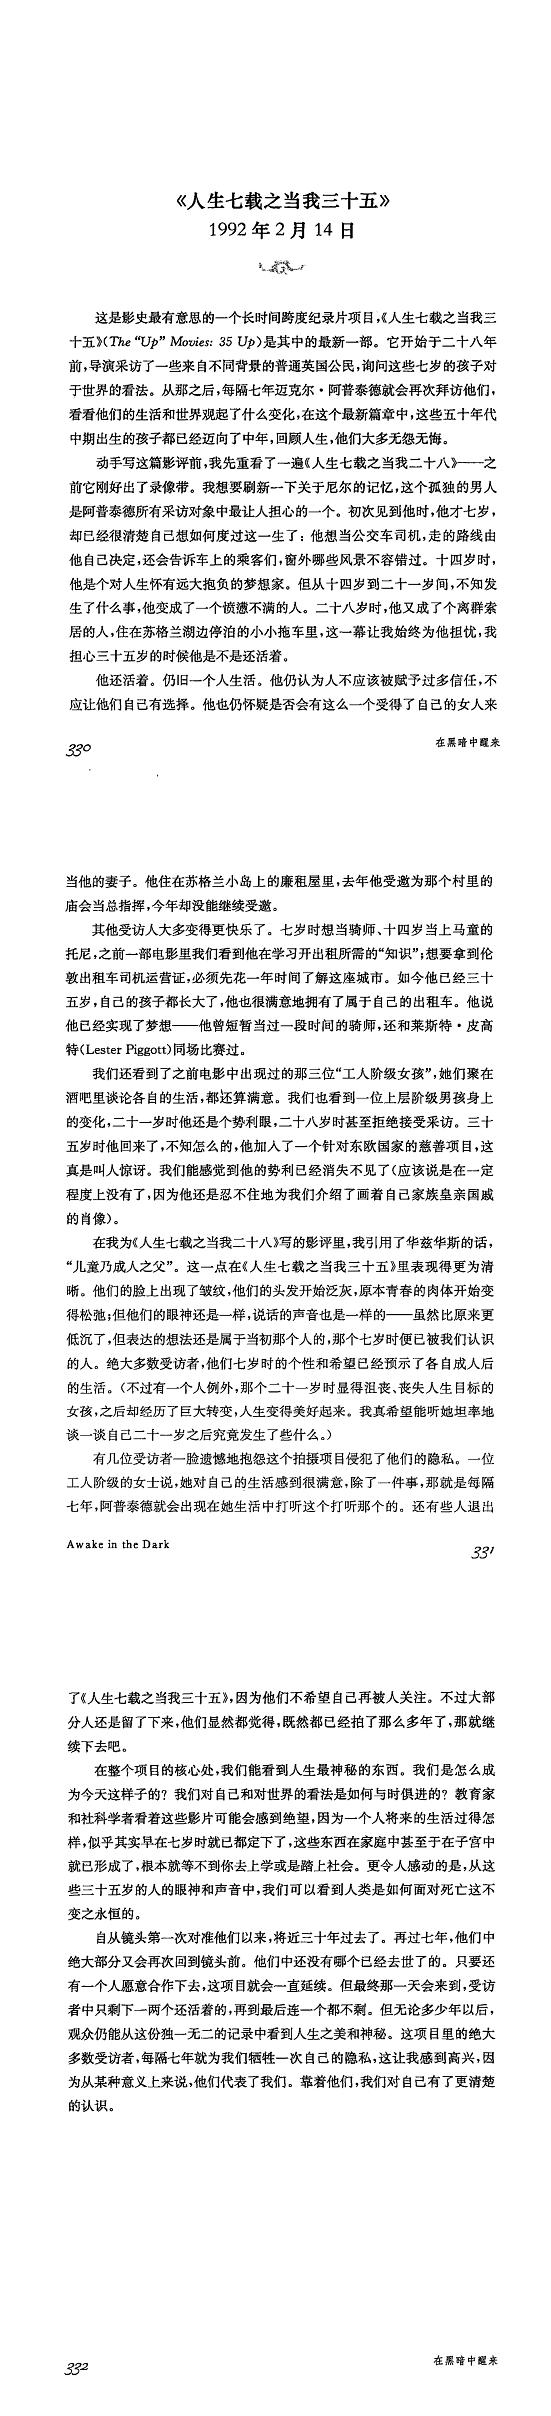 《人生七载之当我三十五》
1992 年 2 月 14 日
这是影史最有意思的一个长时间跨度纪录片项目,《人生七载之当我三
十五》(The “Up” Movies: 35 Up)是其中的最新一部。它开始于二十八年
前,导演采访了一些来自不同背景的普通英国公民,询问这些七岁的孩子对
于世界的看法。从那之后,每隔七年迈克尔·阿普泰德就会再次拜访他们,
看看他们的生活和世界观起了什么变化,在这个最新篇章中,这些五十年代
中期出生的孩子都已经迈向了中年,回顾人生,他们大多无怨无悔。
动手写这篇影评前,我先重看了一遍《人生七载之当我二十八》——之
前它刚好出了录像带。我想要刷新一下关于尼尔的记忆,这个孤独的男人
是阿普泰德所有采访对象中最让人担心的一个。初次见到他时,他才七岁,
却已经很清楚自己想如何度过这一生了：他想当公交车司机,走的路线由
他自己决定,还会告诉车上的乘客们,窗外哪些风景不容错过。十四岁时,
他是个对人生怀有远大抱负的梦想家。但从十四岁到二十一岁间,不知发
生了什么事,他变成了一个愤懑不满的人。二十八岁时,他又成了个离群索
居的人,住在苏格兰湖边停泊的小小拖车里,这一幕让我始终为他担忧,我
担心三十五岁的时候他是不是还活着。
他还活着。仍旧一个人生活。他仍认为人不应该被赋予过多信任,不
应让他们自己有选择。他也仍怀疑是否会有这么一个受得了自己的女人来
330
在黑暗中醒来
当他的妻子。他住在苏格兰小岛上的廉租屋里,去年他受邀为那个村里的
庙会当总指挥,今年却没能继续受邀。
其他受访人大多变得更快乐了。七岁时想当骑师、十四岁当上马童的
托尼,之前一部电影里我们看到他在学习开出租所需的“知识”;想要拿到伦
敦出租车司机运营证,必须先花一年时间了解这座城市。如今他已经三十
五岁,自己的孩子都长大了,他也很满意地拥有了属于自己的出租车。他说
他已经实现了梦想——他曾短暂当过一段时间的骑师,还和莱斯特·皮高
特(Lester Piggott)同场比赛过。
我们还看到了之前电影中出现过的那三位“工人阶级女孩”,她们聚在
酒吧里谈论各自的生活,都还算满意。我们也看到一位上层阶级男孩身上
的变化,二十一岁时他还是个势利眼,二十八岁时甚至拒绝接受采访。三十
五岁时他回来了,不知怎么的,他加入了一个针对东欧国家的慈善项目,这
真是叫人惊讶。我们能感觉到他的势利已经消失不见了(应该说是在一定
程度上没有了,因为他还是忍不住地为我们介绍了画着自己家族皇亲国戚
的肖像)。
在我为《人生七载之当我二十八》写的影评里,我引用了华兹华斯的话,
“儿童乃成人之父”。这一点在《人生七载之当我三十五》里表现得更为清
晰。他们的脸上出现了皱纹,他们的头发开始泛灰,原本青春的肉体开始变
得松弛;但他们的眼神还是一样,说话的声音也是一样的——虽然比原来更
低沉了,但表达的想法还是属于当初那个人的,那个七岁时便已被我们认识
的人。绝大多数受访者,他们七岁时的个性和希望已经预示了各自成人后
的生活。(不过有一个人例外,那个二十一岁时显得沮丧、丧失人生目标的
女孩,之后却经历了巨大转变,人生变得美好起来。我真希望能听她坦率地
谈一谈自己二十一岁之后究竟发生了些什么。)
有几位受访者一脸遗憾地抱怨这个拍摄项目侵犯了他们的隐私。一位
工人阶级的女士说,她对自己的生活感到很满意,除了一件事,那就是每隔
七年,阿普泰德就会出现在她生活中打听这个打听那个的。还有些人退出
Awake in the Dark
331
了《人生七载之当我三十五》,因为他们不希望自己再被人关注。不过大部
分人还是留了下来,他们显然都觉得,既然都已经拍了那么多年了,那就继
续下去吧。
在整个项目的核心处,我们能看到人生最神秘的东西。我们是怎么成
为今天这样子的？我们对自己和对世界的看法是如何与时俱进的？教育家
和社科学者看着这些影片可能会感到绝望,因为一个人将来的生活过得怎
样,似乎其实早在七岁时就已都定下了,这些东西在家庭中甚至于在子宫中
就已形成了,根本就等不到你去上学或是踏上社会。更令人感动的是,从这
些三十五岁的人的眼神和声音中,我们可以看到人类是如何面对死亡这不
变之永恒的。
自从镜头第一次对准他们以来,将近三十年过去了。再过七年,他们中
绝大部分又会再次回到镜头前。他们中还没有哪个已经去世了的。只要还
有一个人愿意合作下去,这项目就会一直延续。但最终那一天会来到,受访
者中只剩下一两个还活着的,再到最后连一个都不剩。但无论多少年以后,
观众仍能从这份独一无二的记录中看到人生之美和神秘。这项目里的绝大
多数受访者,每隔七年就为我们牺牲一次自己的隐私,这让我感到高兴,因
为从某种意义上来说,他们代表了我们。靠着他们,我们对自己有了更清楚
的认识。
332
在黑暗中醒来